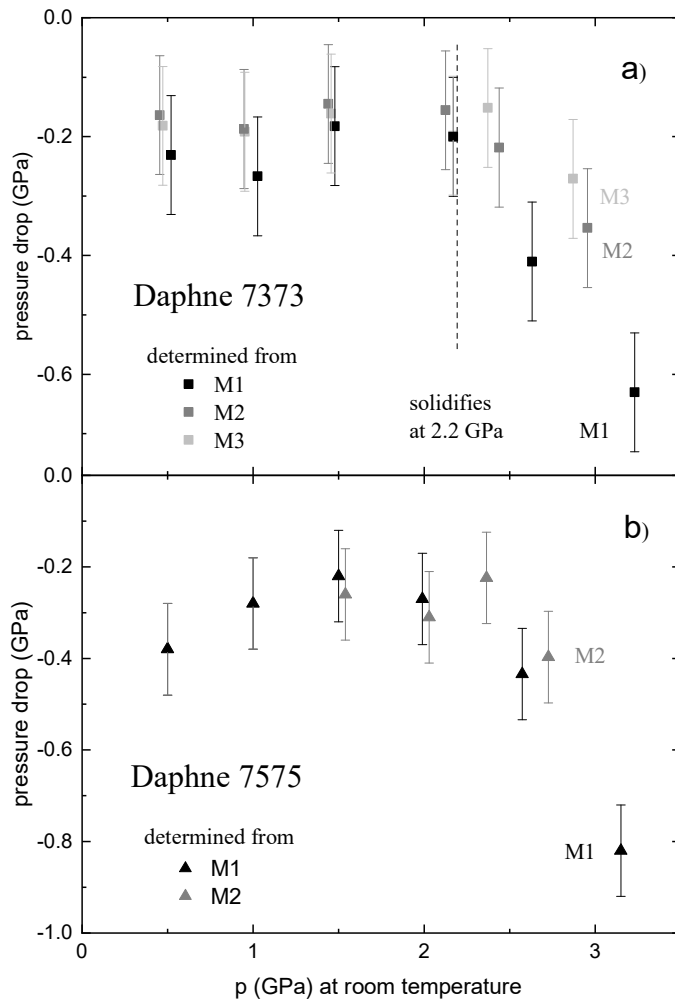 0.0
a)
-0.2
M3
M2
pressure drop (GPa)
-0.4
Daphne 7373
determined from
M1
M2
M3
-0.6
solidifies
at 2.2 GPa
M1
0.0
b)
-0.2
M2
pressure drop (GPa)
-0.4
-0.6
Daphne 7575
determined from
M1
M2
-0.8
M1
-1.0
0 1 2 3
p (GPa) at room temperature